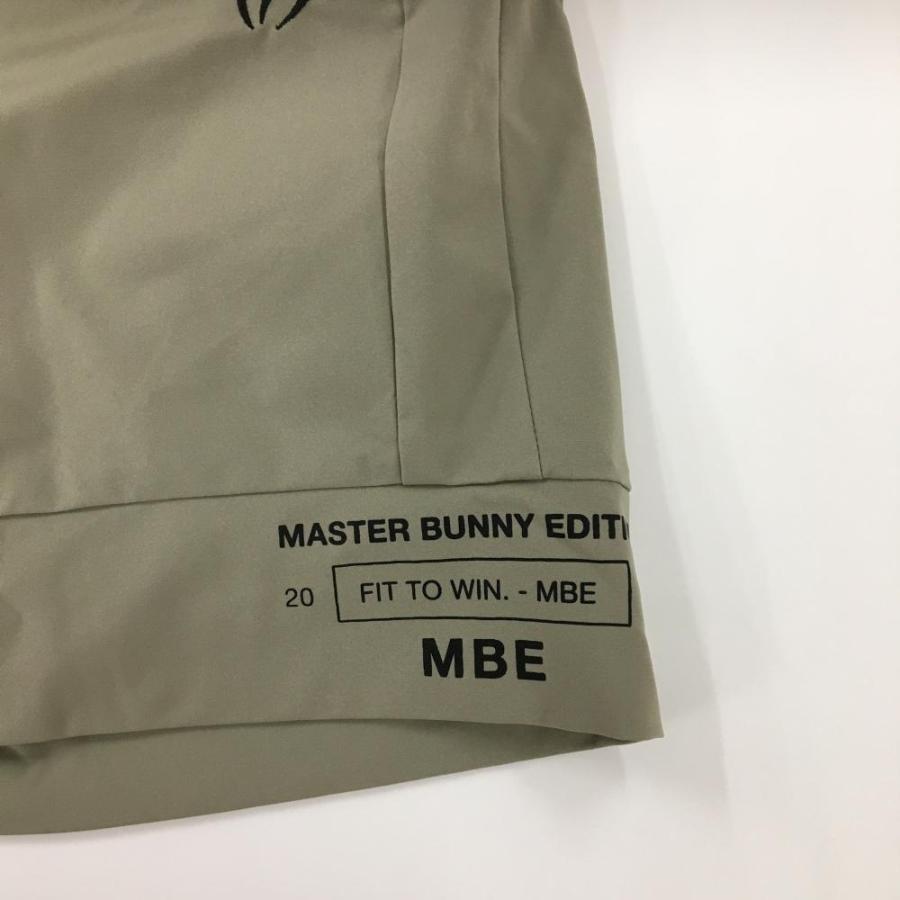 MASTER BUNNY EDITI
20 FIT TO WIN. - MBE
MBE